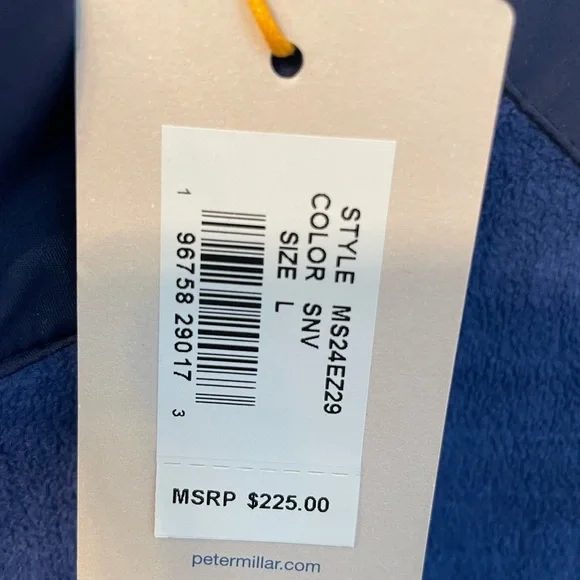 STYLE MS24EZ29
COLOR SNV
SIZE L
1 96758 29017 3
MSRP $225.00
petermillar.com